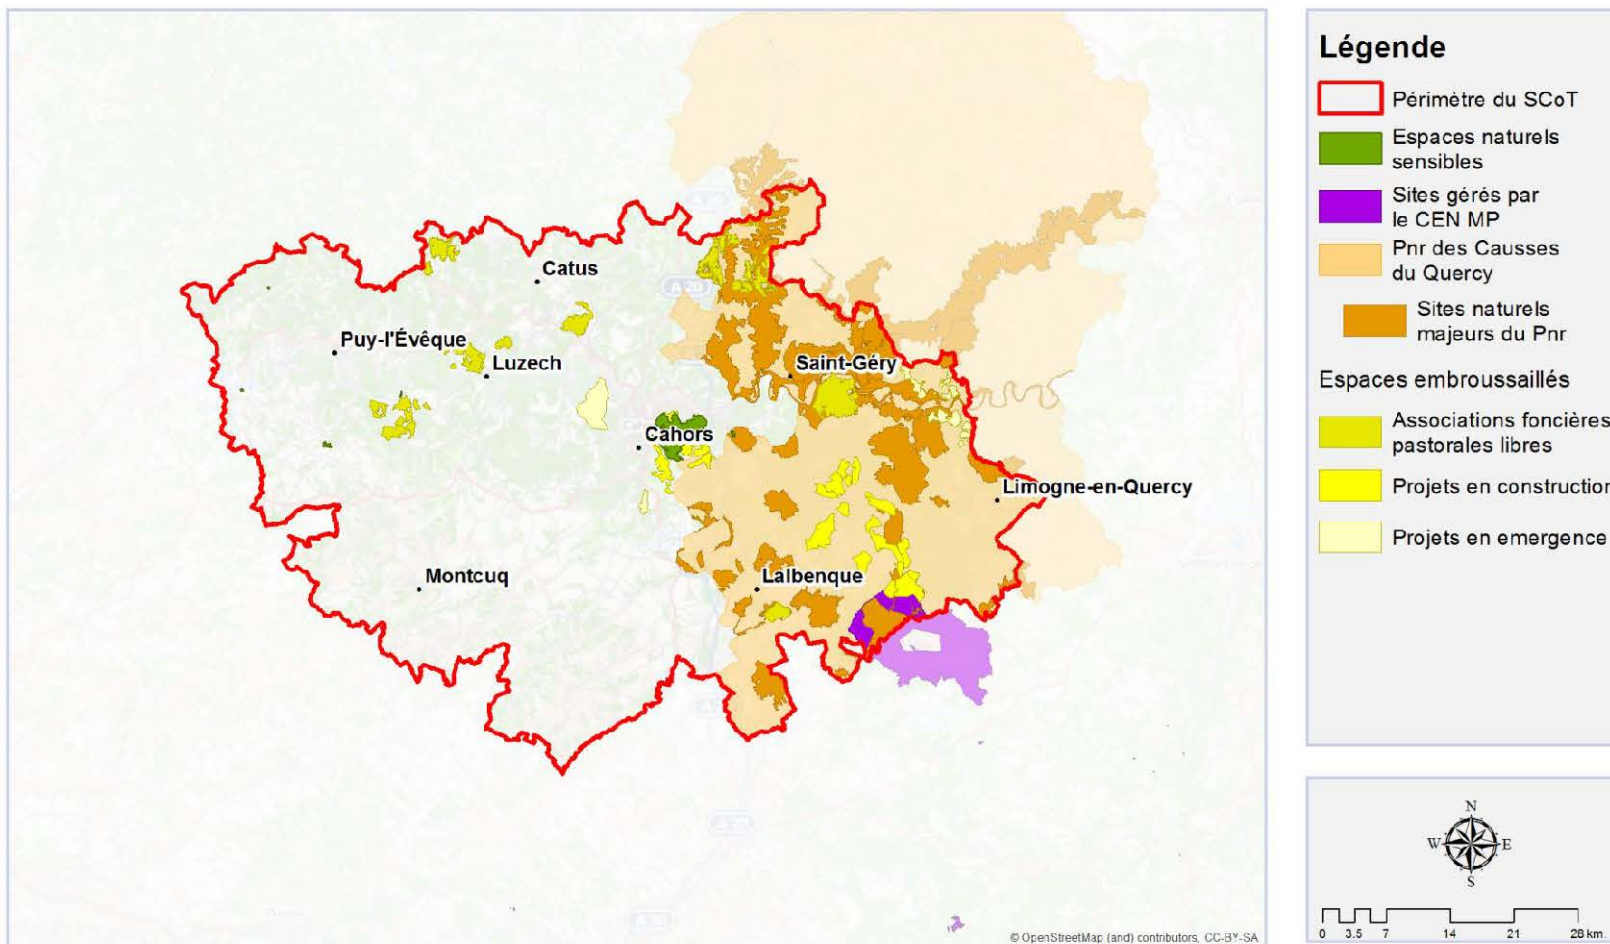 A 20
Catus
Puy-l'Évêque
Luzech
Saint-Géry
Cahors
Limogne-en-Quercy
Montcuq
Lalbenque
© OpenStreetMap (and) contributors, CC-BY-SA
Légende
Périmètre du SCoT
Espaces naturels
sensibles
Sites gérés par
le CEN MP
Pnr des Causses
du Quercy
Sites naturels
majeurs du Pnr
Espaces embroussaillés
Associations foncières
pastorales libres
Projets en construction
Projets en emergence
N
W E
S
0 3.5 7 14 21 28 km